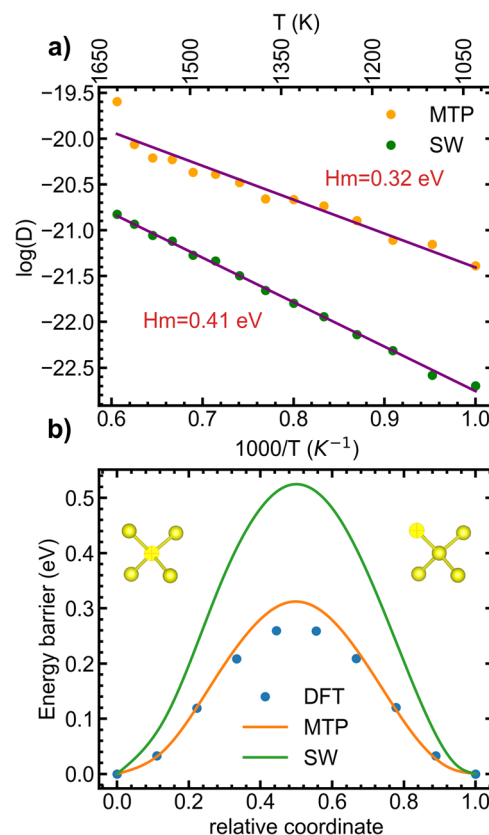 T (K)
1650 1500 1350 1200 1050
a)
−19.5
−20.0
−20.5
−21.0
−21.5
−22.0
−22.5
log(D)
MTP
SW
Hm=0.32 eV
Hm=0.41 eV
0.6 0.7 0.8 0.9 1.0
1000/T (K⁻¹)
b)
0.5
0.4
0.3
0.2
0.1
0.0
Energy barrier (eV)
DFT
MTP
SW
0.0 0.2 0.4 0.6 0.8 1.0
relative coordinate